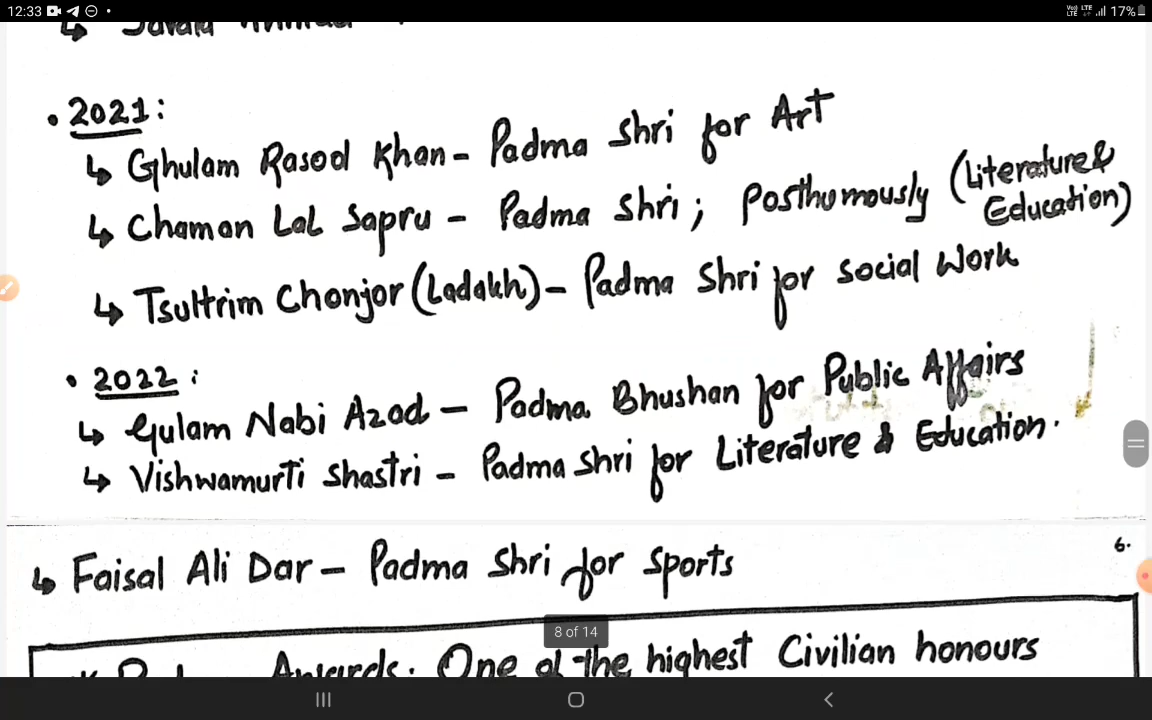 12:33
17%
• 2021:
↳ Ghulam Rasool Khan - Padma Shri for Art
↳ Chaman Lal Sapru - Padma Shri; Posthumously (Literature & Education)
↳ Tsultrim Chonjor (Ladakh) - Padma Shri for Social Work
• 2022:
↳ Gulam Nabi Azad - Padma Bhushan for Public Affairs
↳ Vishwamurti Shastri - Padma Shri for Literature & Education.
6.
↳ Faisal Ali Dar - Padma Shri for Sports
8 of 14
Awards. One of the highest Civilian honours